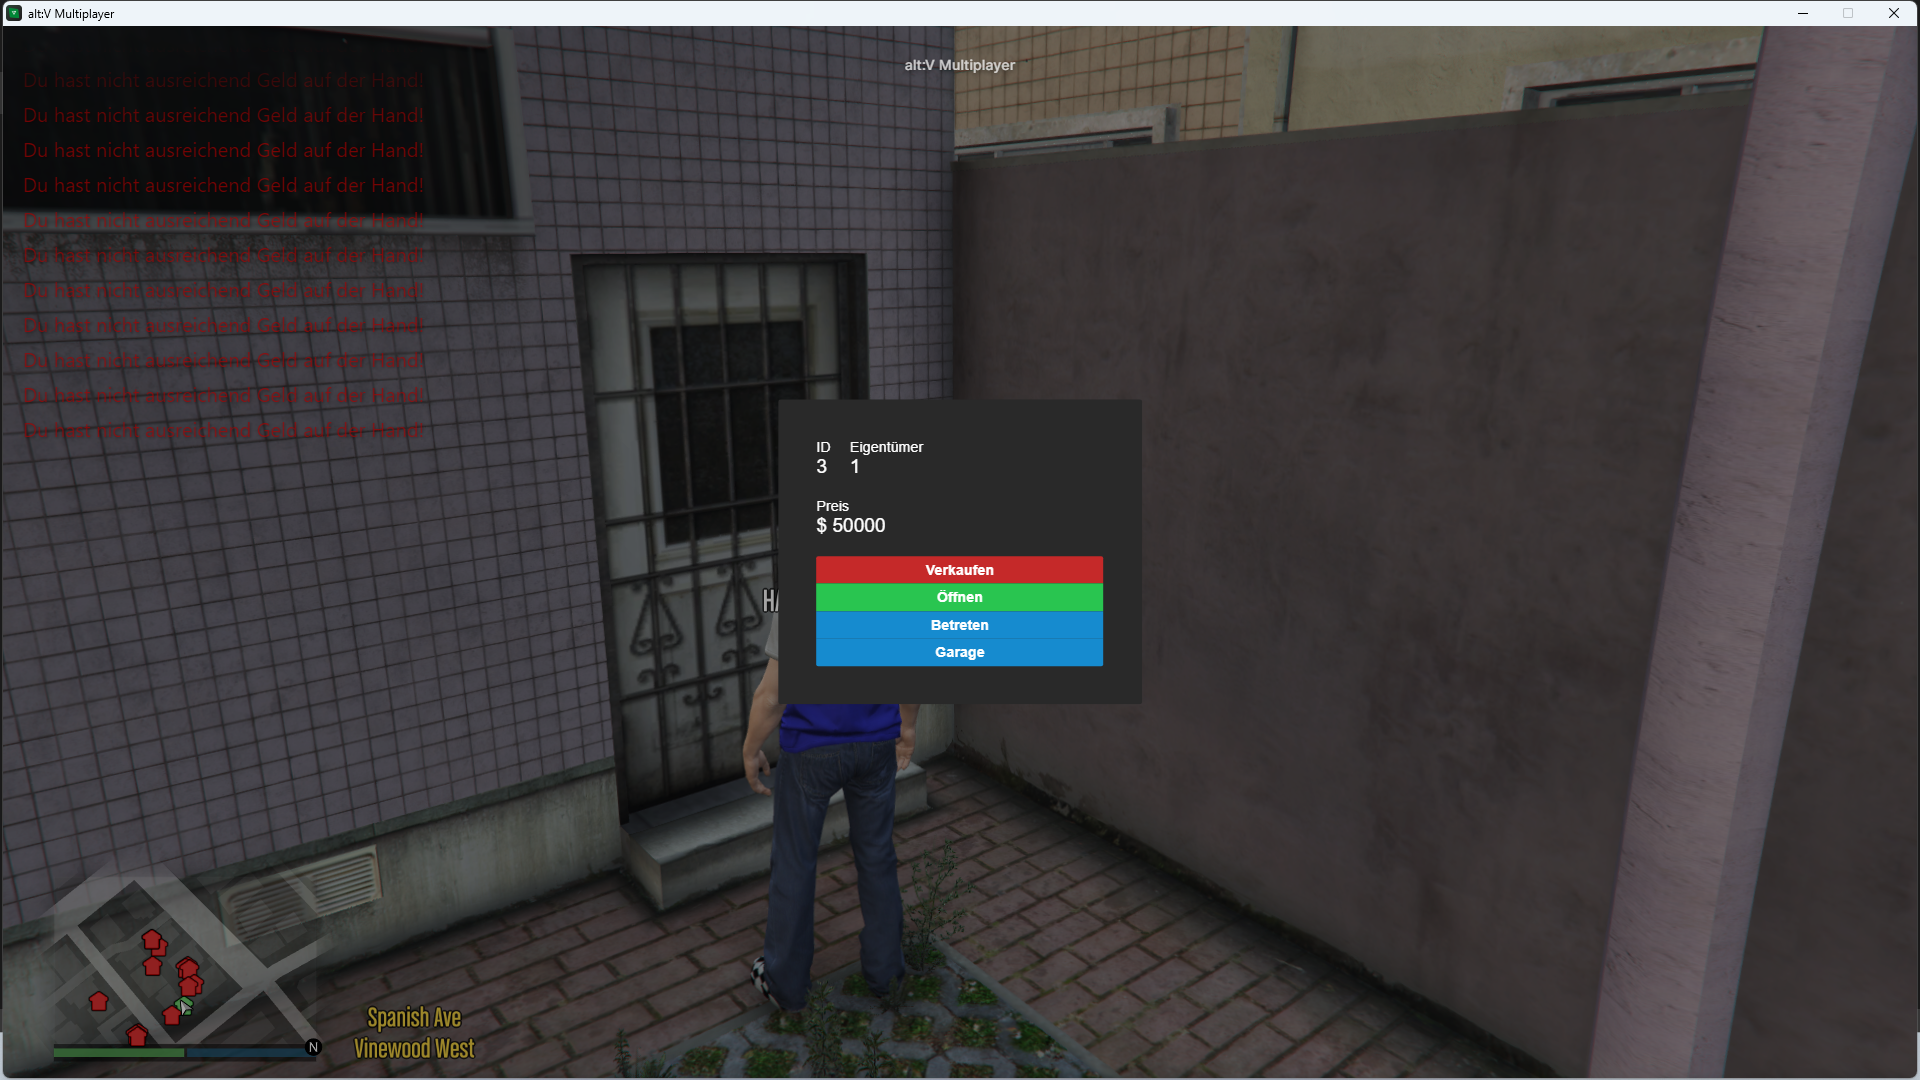 alt:V Multiplayer
alt:V Multiplayer
Du hast nicht ausreichend Geld auf der Hand!
Du hast nicht ausreichend Geld auf der Hand!
Du hast nicht ausreichend Geld auf der Hand!
Du hast nicht ausreichend Geld auf der Hand!
Du hast nicht ausreichend Geld auf der Hand!
Du hast nicht ausreichend Geld auf der Hand!
Du hast nicht ausreichend Geld auf der Hand!
Du hast nicht ausreichend Geld auf der Hand!
Du hast nicht ausreichend Geld auf der Hand!
Du hast nicht ausreichend Geld auf der Hand!
Du hast nicht ausreichend Geld auf der Hand!
ID Eigentümer
3 1
Preis
$ 50000
Verkaufen
Öffnen
Betreten
Garage
N
Spanish Ave
Vinewood West